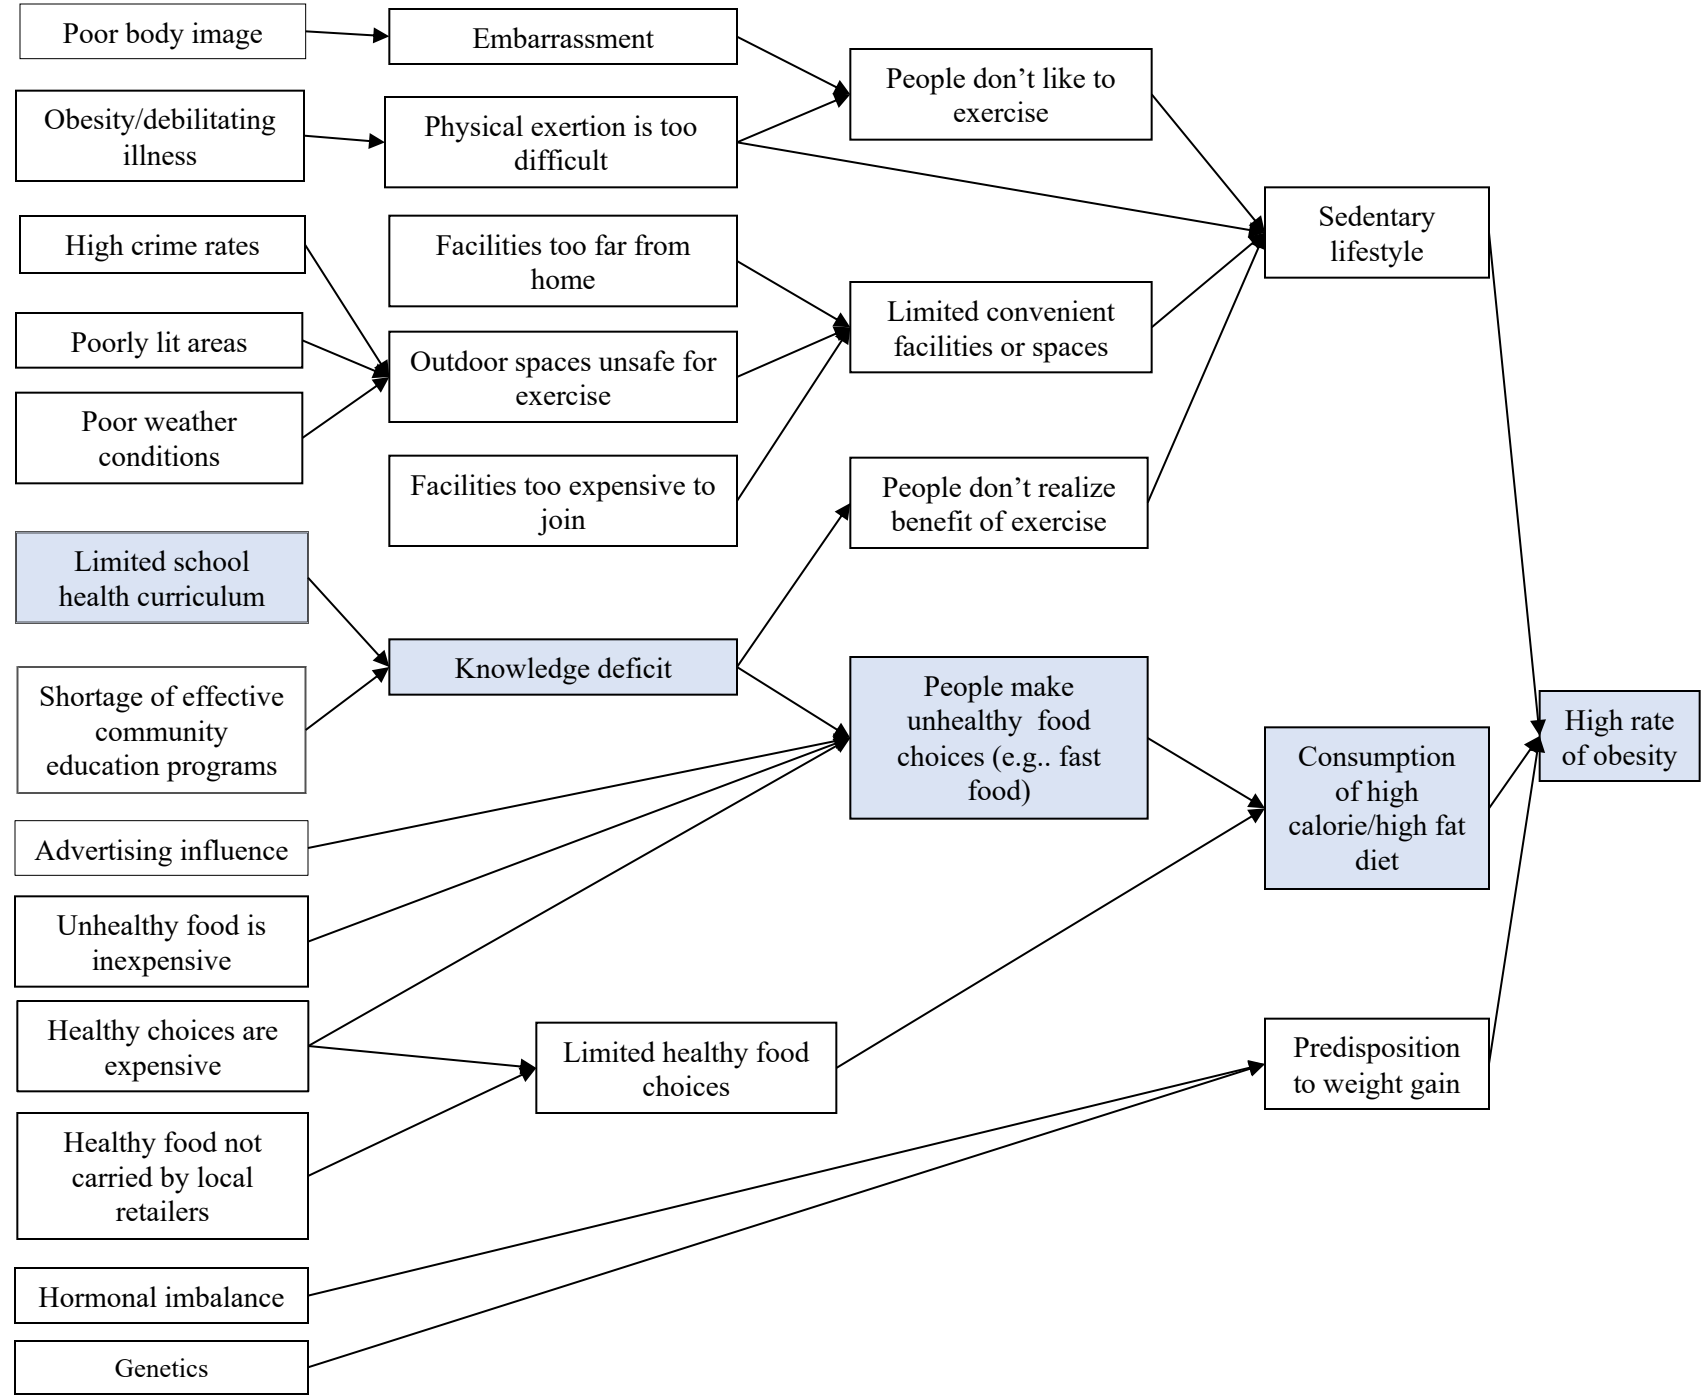 Poor body image
Embarrassment
People don’t like to
exercise
Obesity/debilitating
illness
Physical exertion is too
difficult
Sedentary
lifestyle
High crime rates
Facilities too far from
home
Limited convenient
facilities or spaces
Poorly lit areas
Outdoor spaces unsafe for
exercise
Poor weather
conditions
Facilities too expensive to
join
People don’t realize
benefit of exercise
Limited school
health curriculum
Knowledge deficit
People make
unhealthy  food
choices (e.g.. fast
food)
High rate
of obesity
Shortage of effective
community
education programs
Consumption
of high
calorie/high fat
diet
Advertising influence
Unhealthy food is
inexpensive
Healthy choices are
expensive
Limited healthy food
choices
Predisposition
to weight gain
Healthy food not
carried by local
retailers
Hormonal imbalance
Genetics